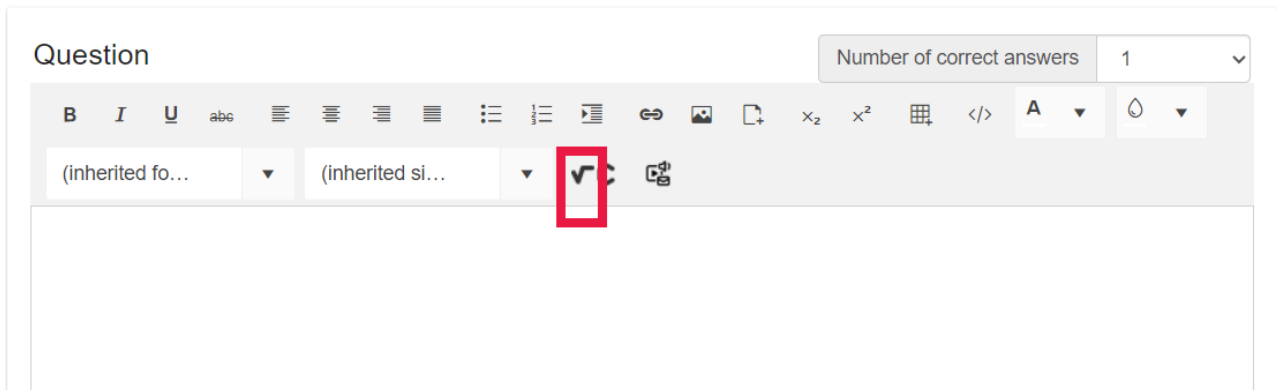 Question
Number of correct answers 1
B I U abc x₂ x² </> A
(inherited fo... (inherited si... √ C